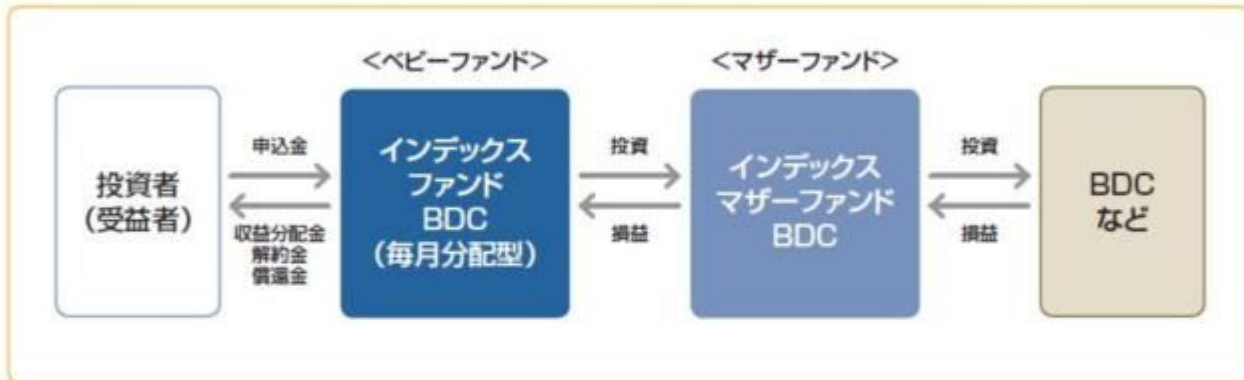 <ベビーファンド>
<マザーファンド>
投資者
(受益者)
申込金
収益分配金
解約金
償還金
インデックス
ファンド
BDC
(毎月分配型)
投資
損益
インデックス
マザーファンド
BDC
投資
損益
BDC
など